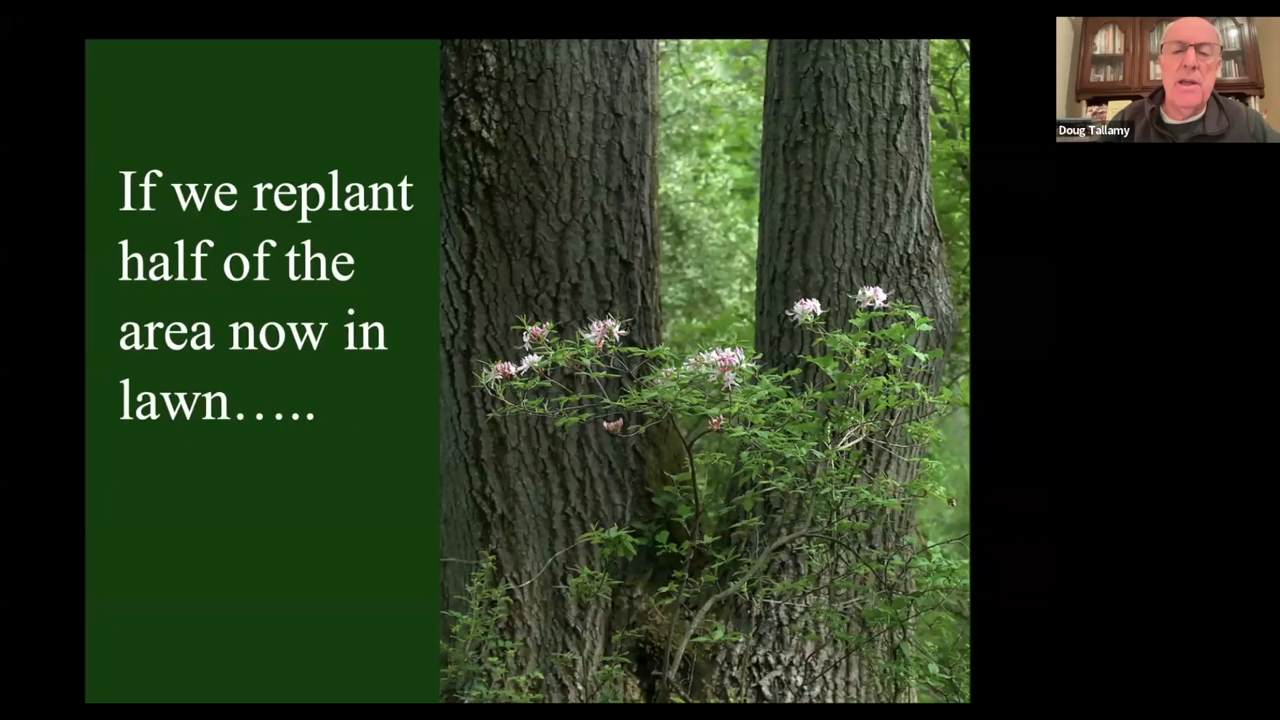 If we replant
half of the
area now in
lawn…..
Doug Tallamy